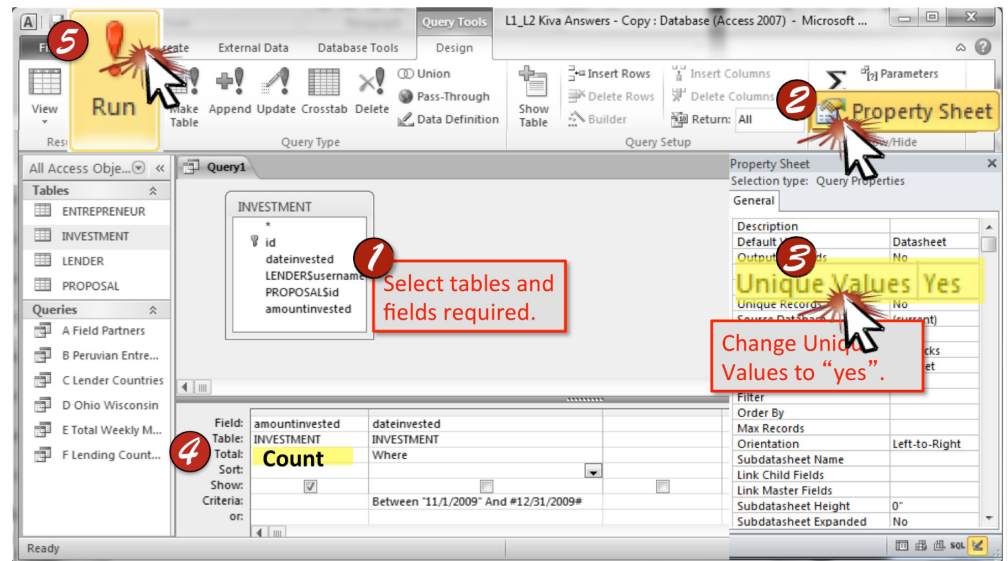 Query Tools
L1_L2 Kiva Answers - Copy : Database (Access 2007) - Microsoft ...
5
External Data
Database Tools
Design
View
Run
Make Table
Append
Update
Crosstab
Delete
Union
Pass-Through
Data Definition
Query Type
Show Table
Insert Rows
Delete Rows
Builder
Insert Columns
Delete Columns
Return: All
Query Setup
Parameters
2
Property Sheet
All Access Obje...
Tables
ENTREPRENEUR
INVESTMENT
LENDER
PROPOSAL
Queries
A Field Partners
B Peruvian Entre...
C Lender Countries
D Ohio Wisconsin
E Total Weekly M...
F Lending Count...
Query1
INVESTMENT
*
id
dateinvested
LENDER$username
PROPOSAL$id
amountinvested
1
Select tables and
fields required.
Property Sheet
Selection type: Query Properties
General
Description
Default Datasheet
No
3
Unique Values Yes
Unique Records No
Source Database (current)
Change Unique
Values to “yes”.
Filter
Order By
Max Records
Orientation Left-to-Right
Subdatasheet Name
Link Child Fields
Link Master Fields
Subdatasheet Height 0"
Subdatasheet Expanded No
4
Field: amountinvested dateinvested
Table: INVESTMENT INVESTMENT
Total: Count Where
Sort:
Show:
Criteria: Between "11/1/2009" And #12/31/2009#
or:
Ready
SQL